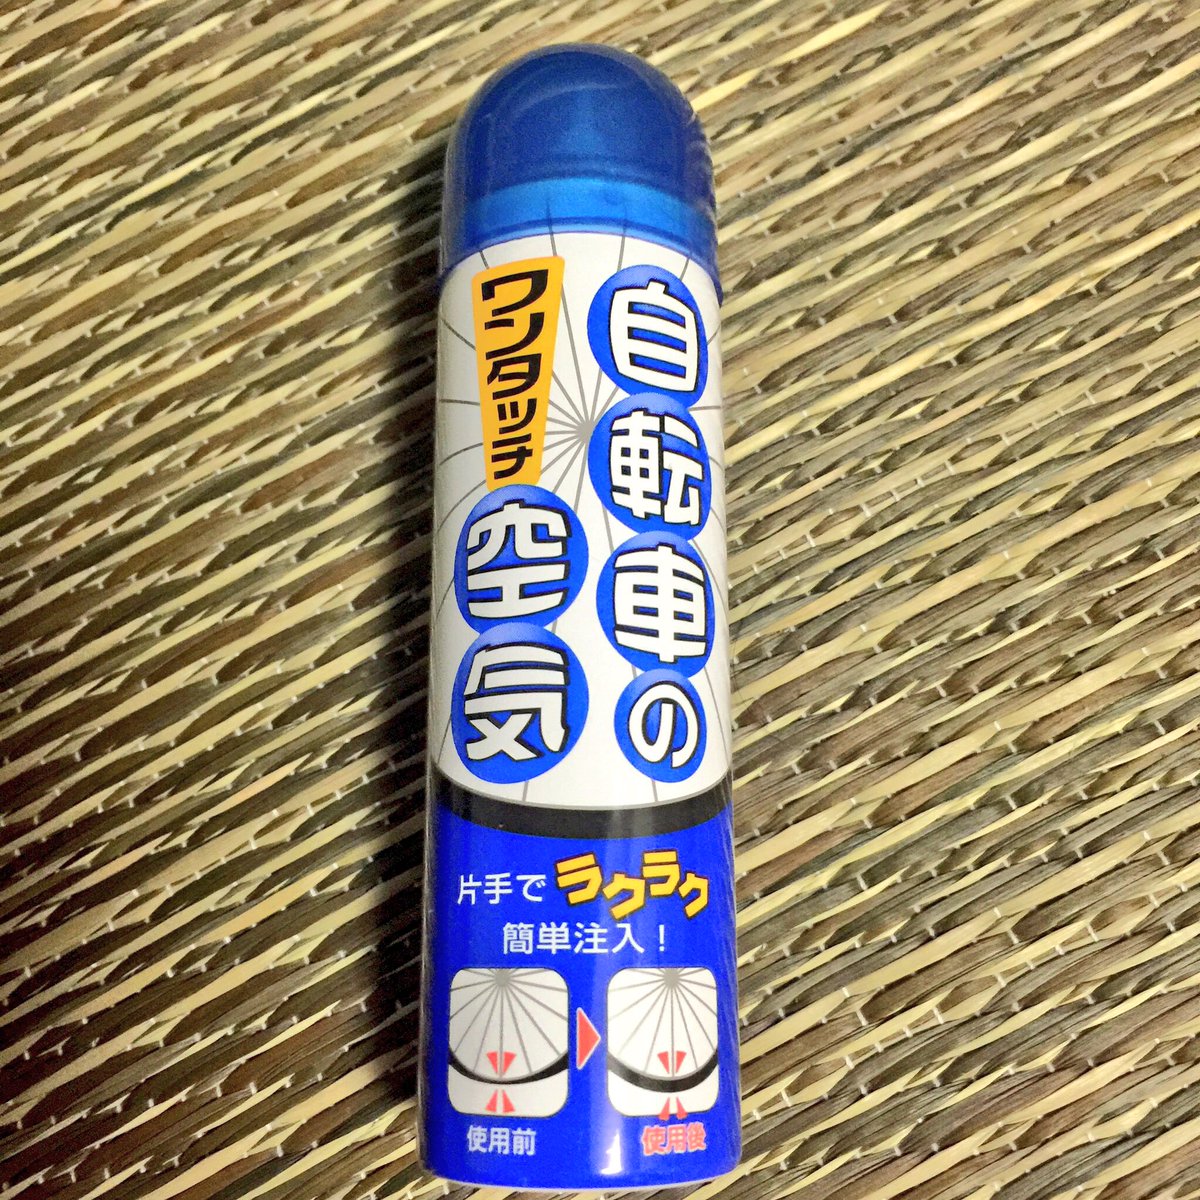 自転車の
ワンタッチ
空気
片手でラクラク
簡単注入！
使用前
使用後